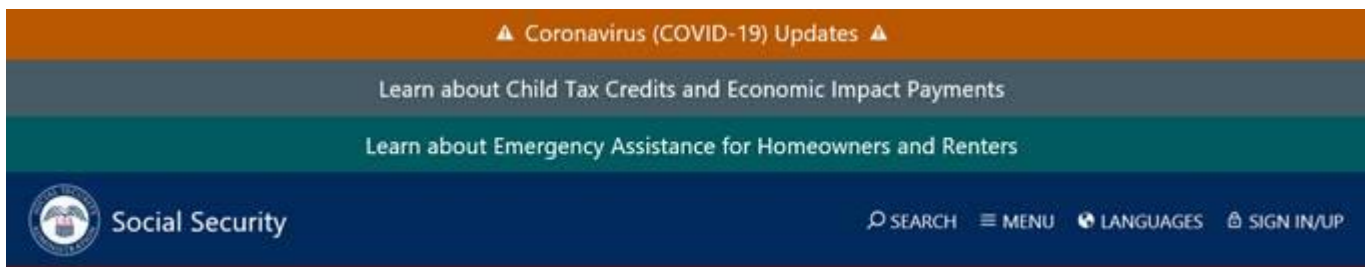 Coronavirus (COVID-19) Updates
Learn about Child Tax Credits and Economic Impact Payments
Learn about Emergency Assistance for Homeowners and Renters
Social Security SEARCH MENU LANGUAGES SIGN IN/UP